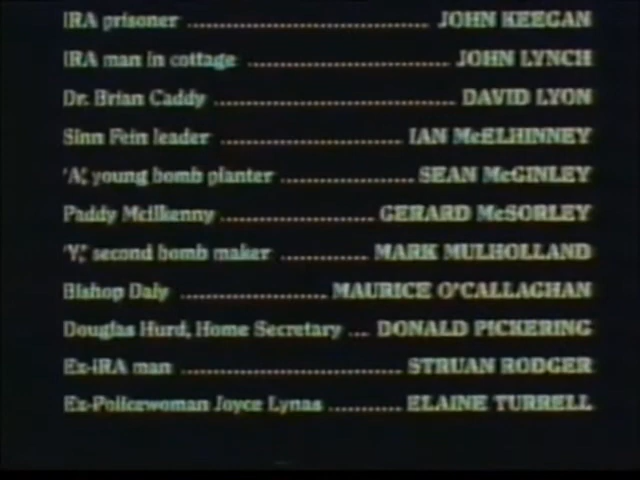 IRA prisoner ................................ JOHN KEEGAN
IRA man in cottage ........................... JOHN LYNCH
Dr. Brian Caddy ................................ DAVID LYON
Sinn Fein leader ........................ IAN McELHINNEY
'A', young bomb planter .................. SEAN McGINLEY
Paddy McIlkenny ..................... GERARD McSORLEY
'Y', second bomb maker ............ MARK MULHOLLAND
Bishop Daly .................... MAURICE O'CALLAGHAN
Douglas Hurd, Home Secretary ... DONALD PICKERING
Ex-IRA man .............................. STRUAN RODGER
Ex-Policewoman Joyce Lynas .......... ELAINE TURRELL